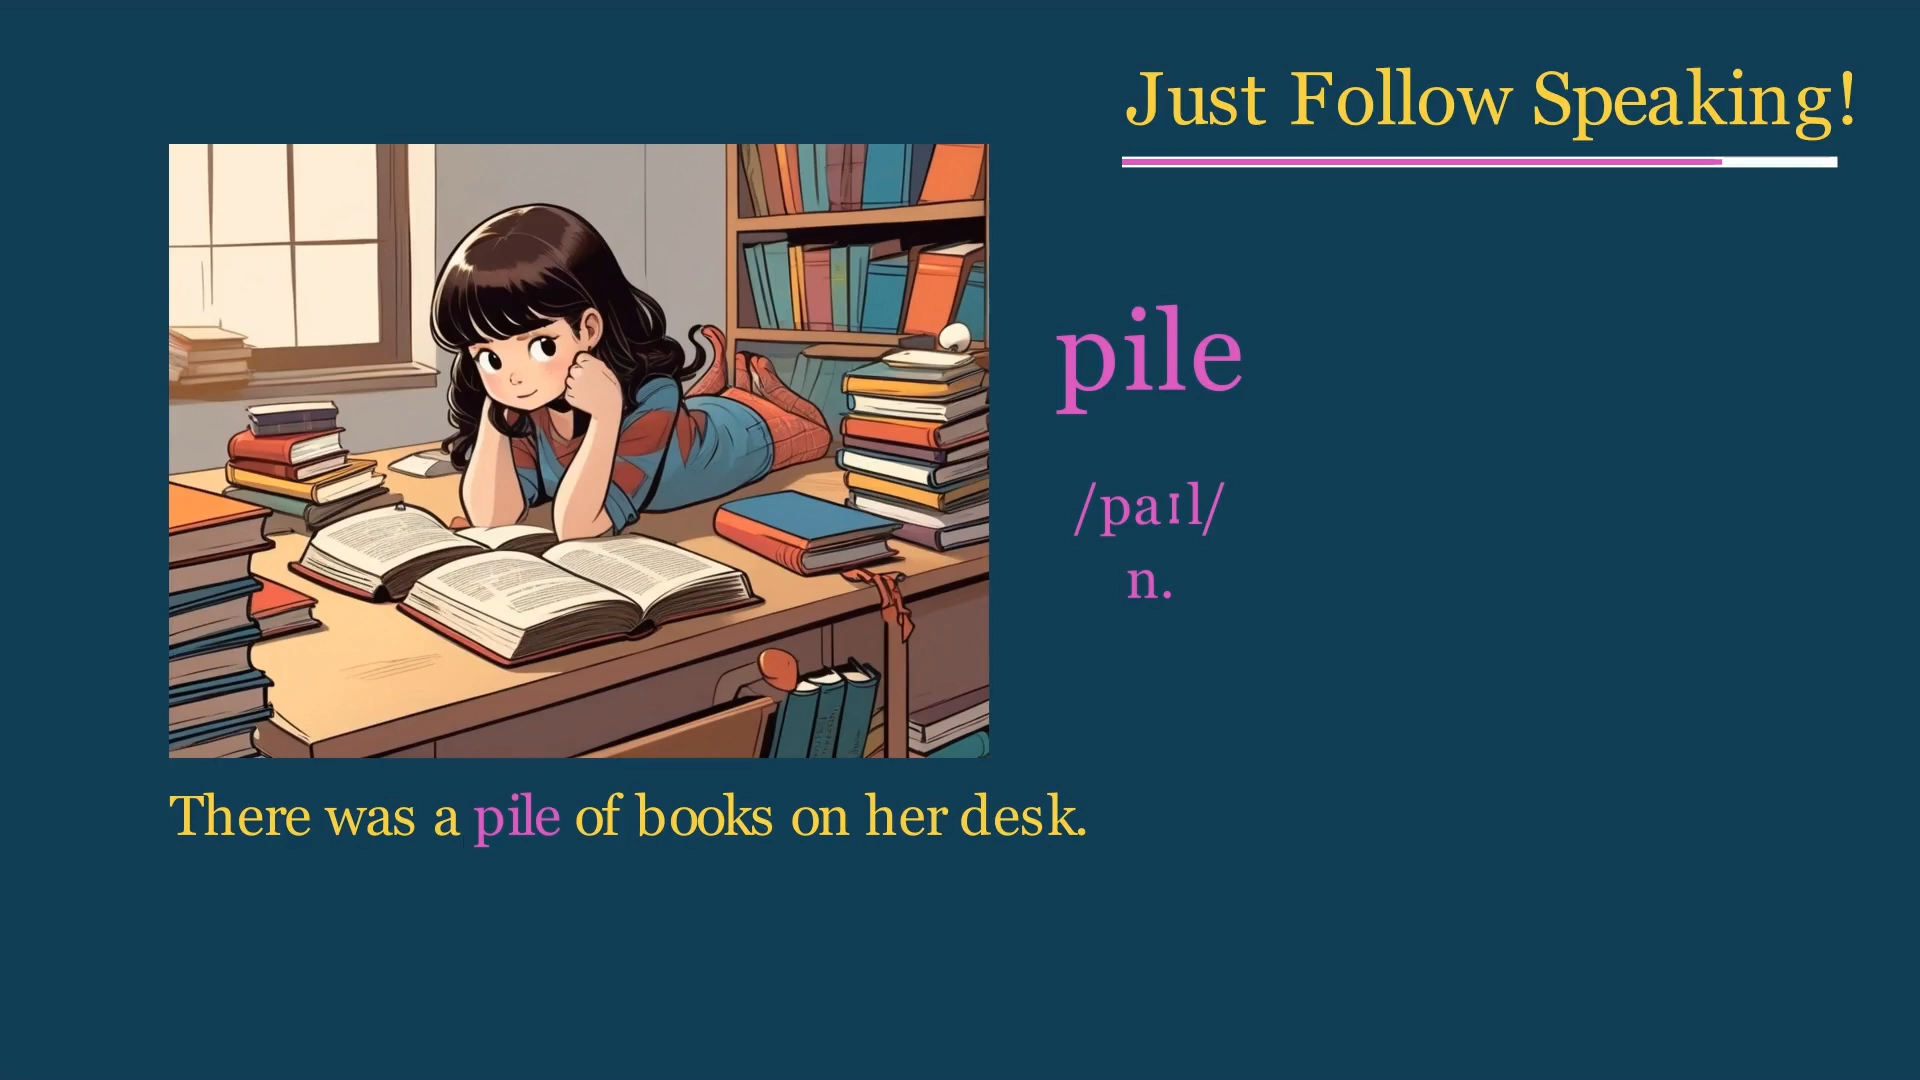 Just Follow Speaking!
pile
/paɪl/
n.
There was a pile of books on her desk.